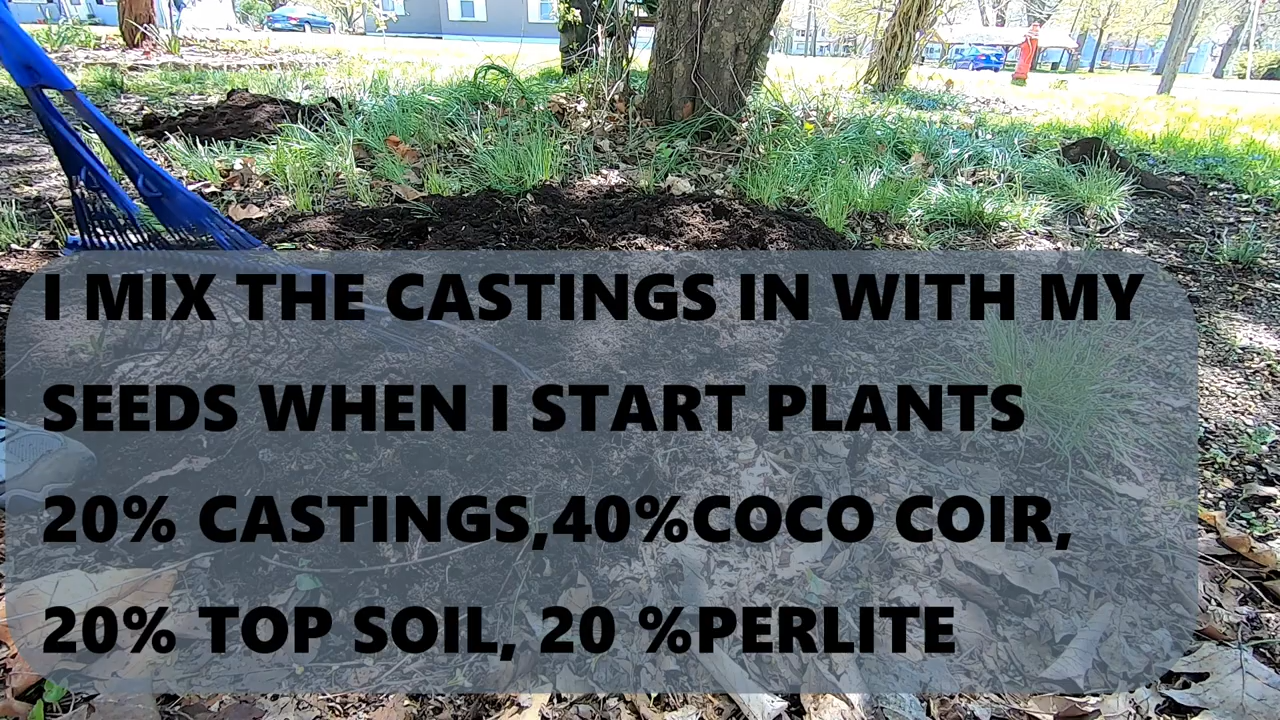 I MIX THE CASTINGS IN WITH MY
SEEDS WHEN I START PLANTS
20% CASTINGS,40%COCO COIR,
20% TOP SOIL, 20 %PERLITE